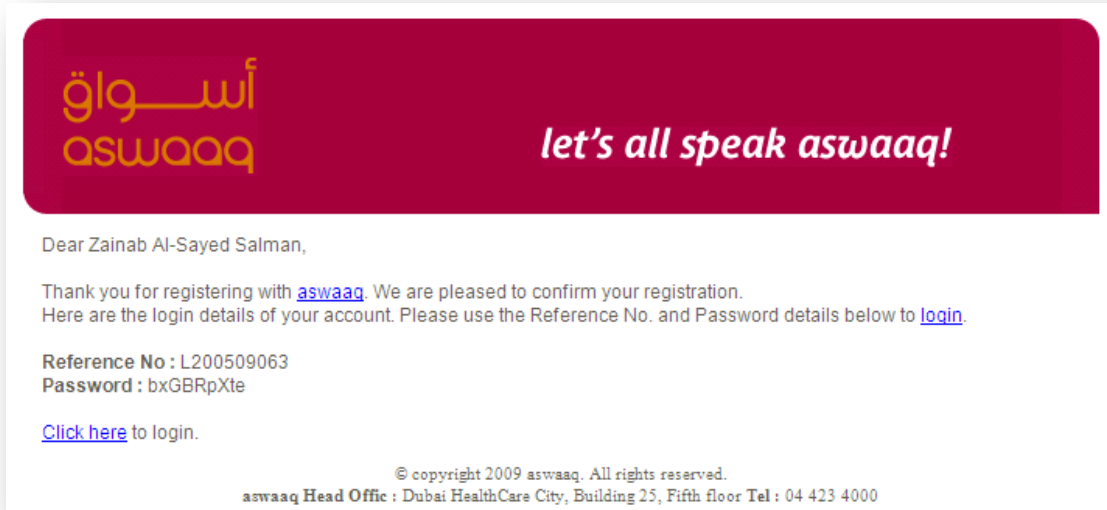 أسواق
aswaaq
let's all speak aswaaq!
Dear Zainab Al-Sayed Salman,
Thank you for registering with aswaaq. We are pleased to confirm your registration.
Here are the login details of your account. Please use the Reference No. and Password details below to login.
Reference No : L200509063
Password : bxGBRpXte
Click here to login.
© copyright 2009 aswaaq. All rights reserved.
aswaaq Head Offic : Dubai HealthCare City, Building 25, Fifth floor Tel : 04 423 4000